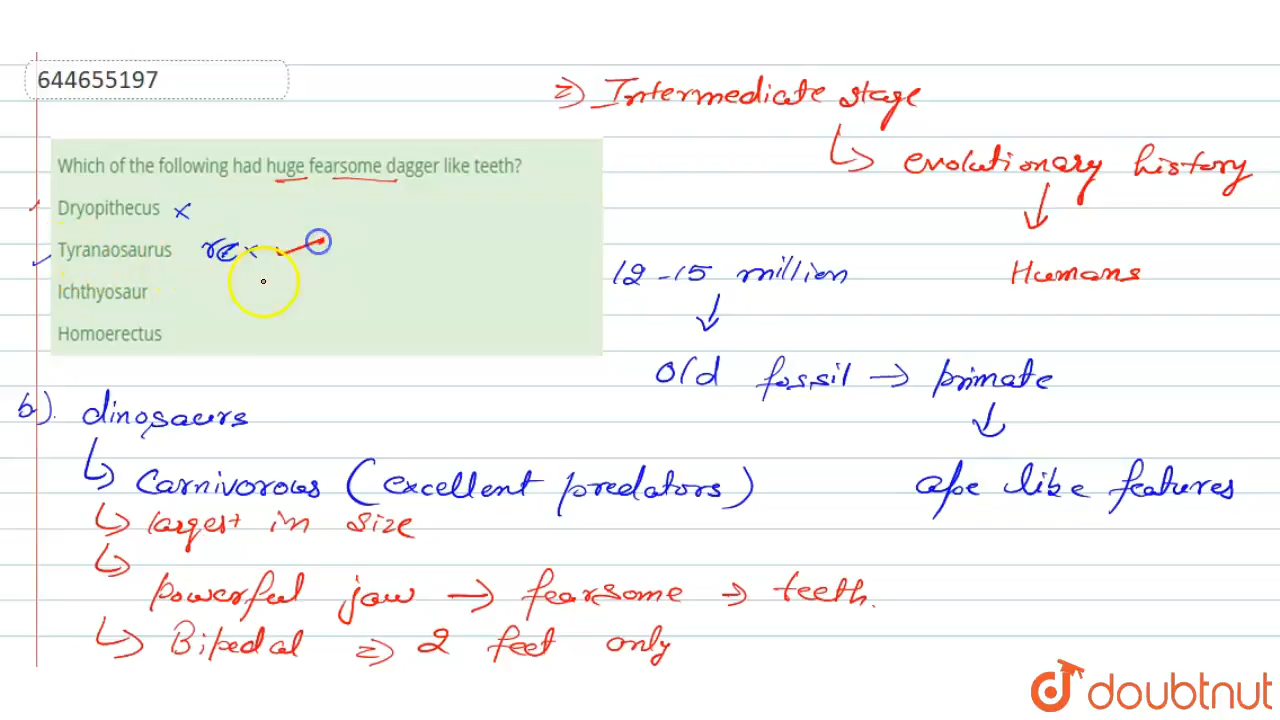 644655197
Which of the following had huge fearsome dagger like teeth?
Dryopithecus ×
Tyranaosaurus rex
Ichthyosaur
Homoerectus
⇒ Intermediate stage
↳ evolutionary history
↓
Humans
12-15 million
↓
old fossil → primate
↓
ape like features
b). dinosaurs
↳ Carnivorous (excellent predators)
↳ largest in size
↳ powerful jaw → fearsome → teeth.
↳ Bipedal ⇒ 2 feet only
doubtnut